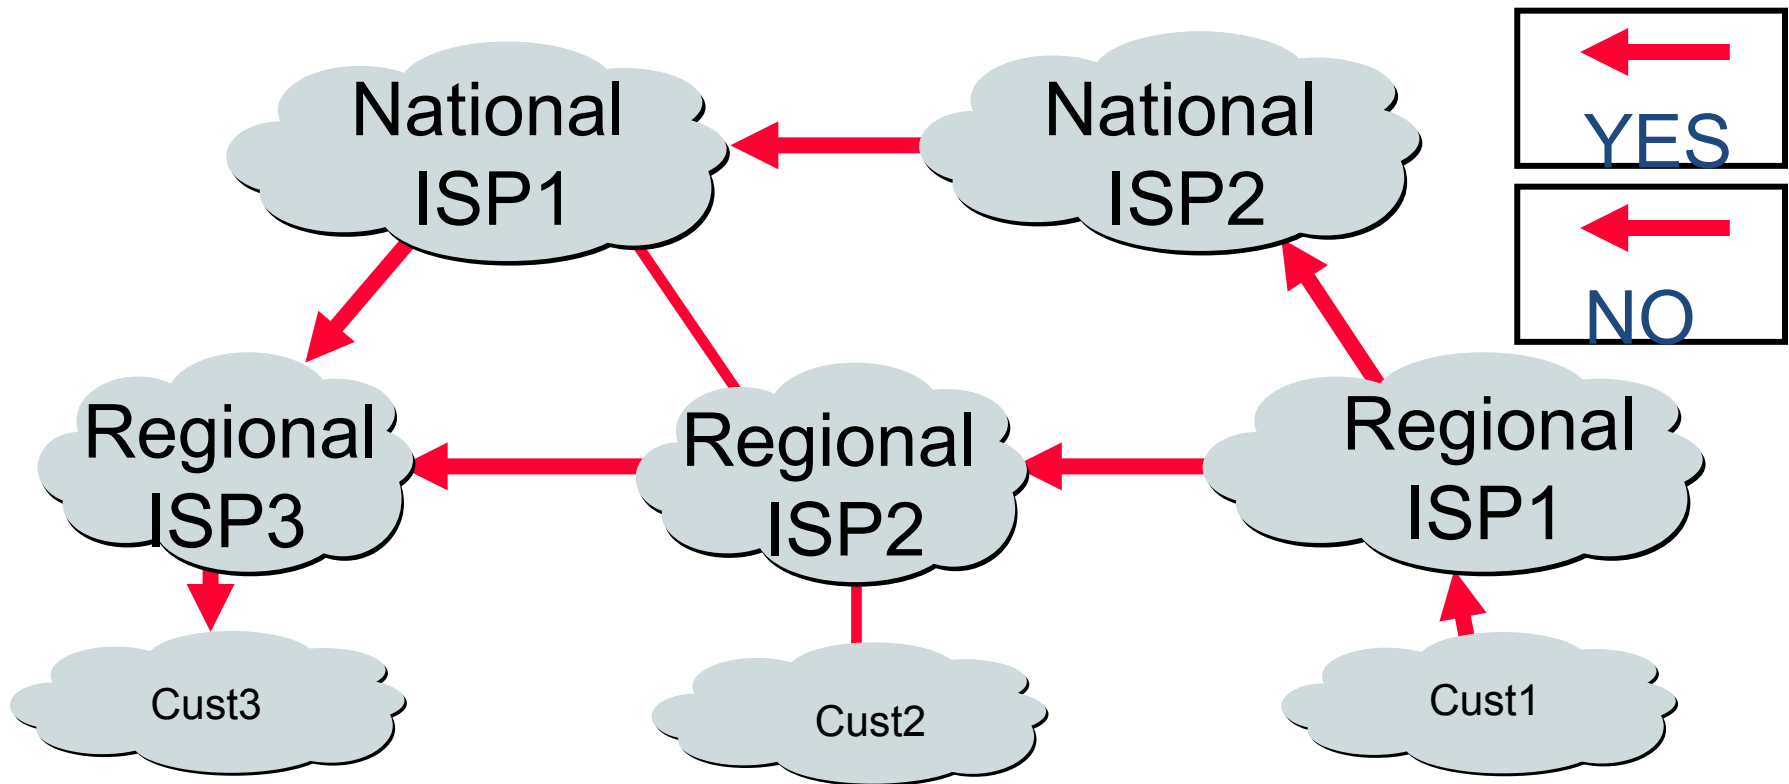 National
ISP1
National
ISP2
YES
NO
Regional
ISP3
Regional
ISP2
Regional
ISP1
Cust3
Cust2
Cust1